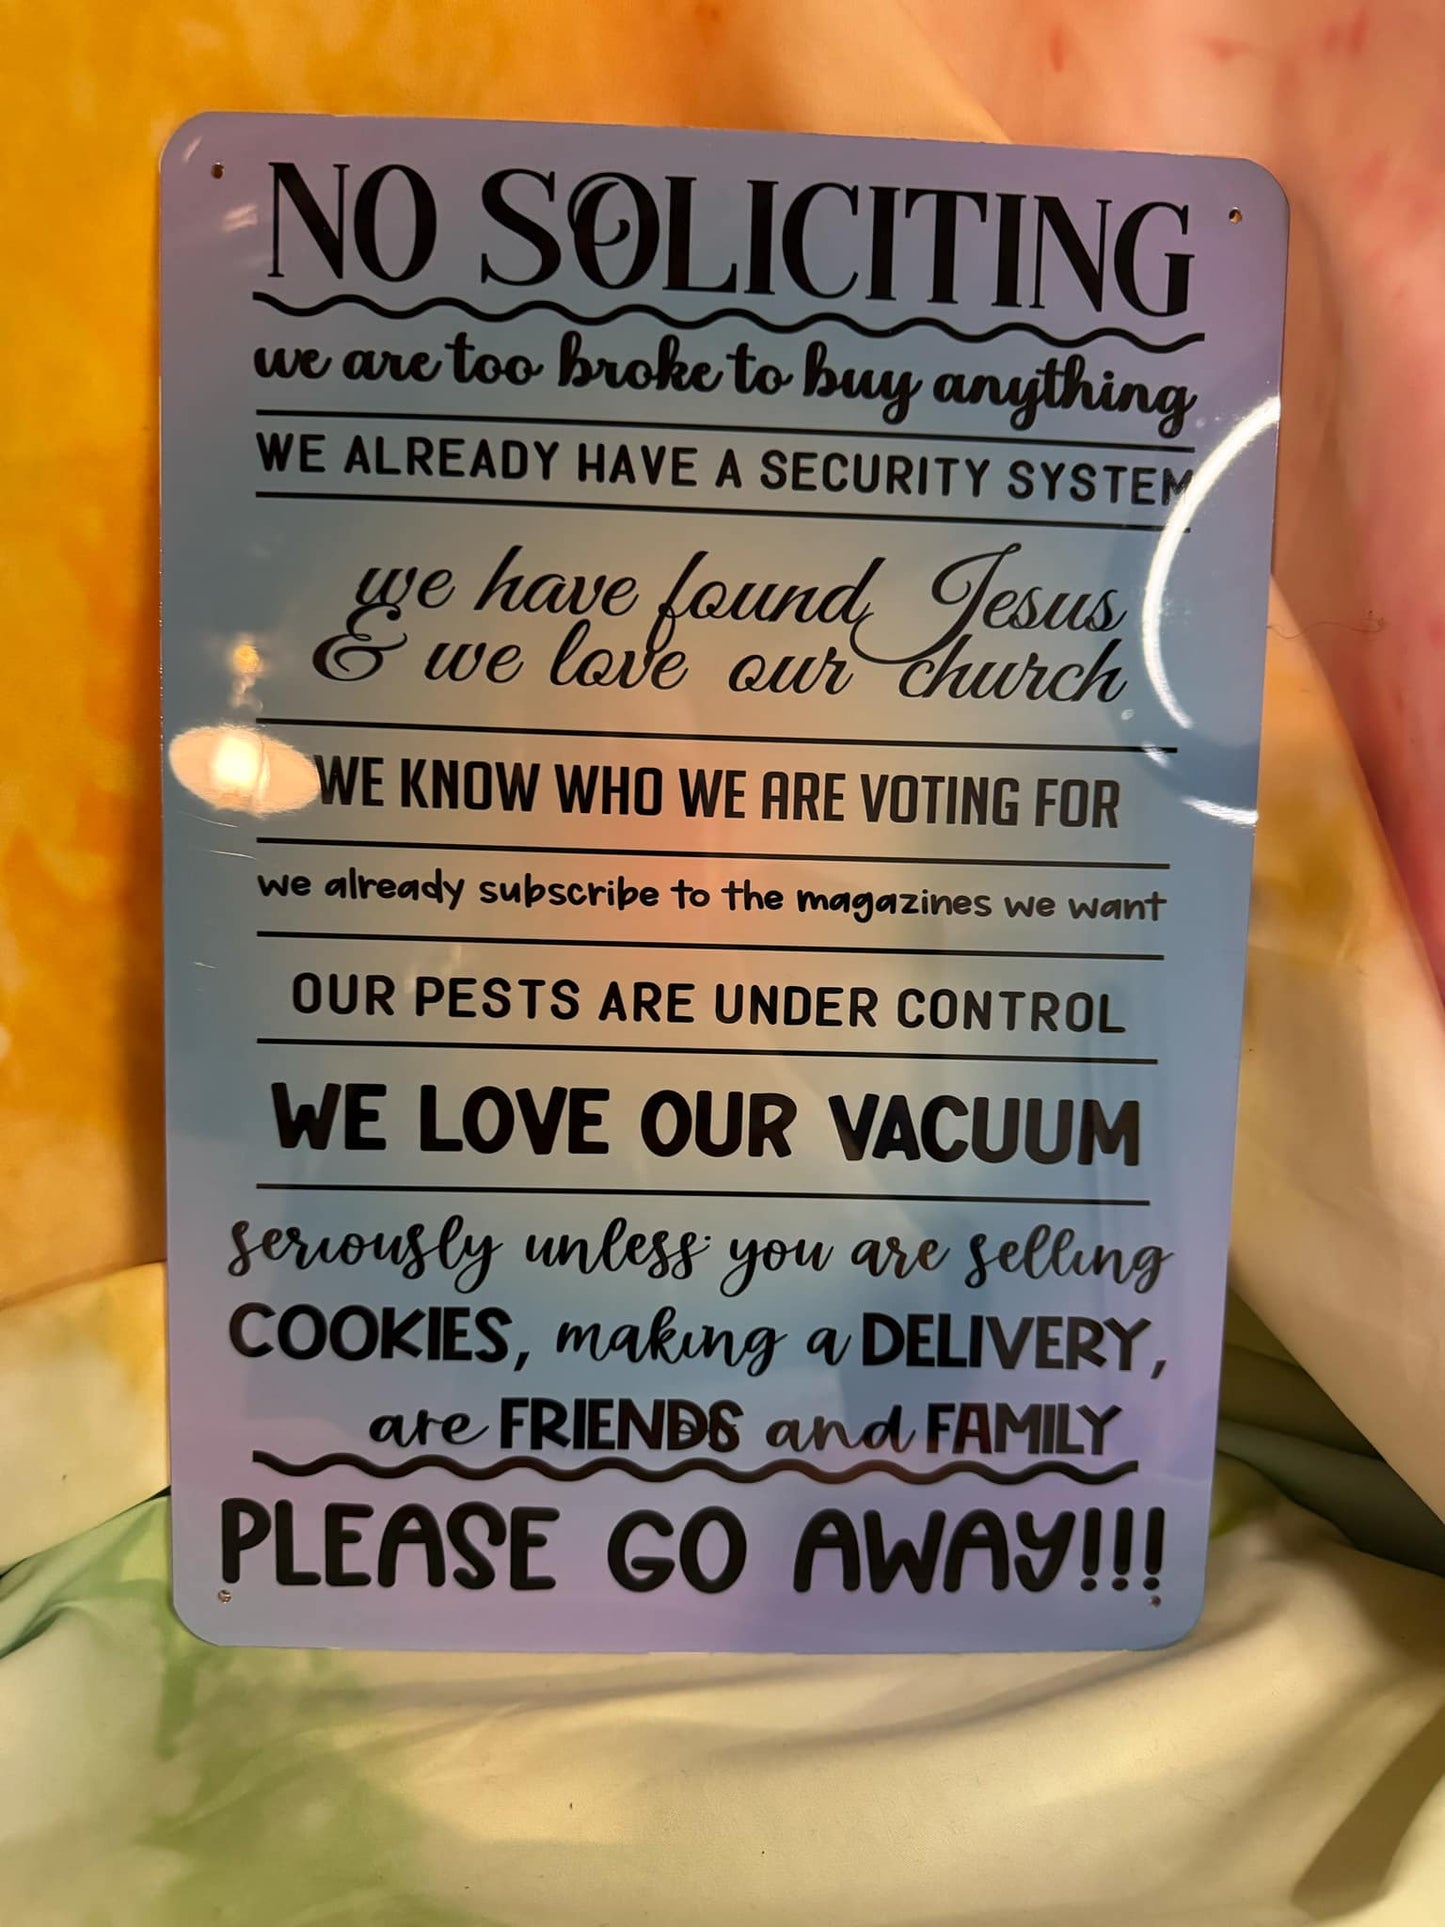 NO SOLICITING
we are too broke to buy anything
WE ALREADY HAVE A SECURITY SYSTEM
we have found Jesus
& we love our church
WE KNOW WHO WE ARE VOTING FOR
we already subscribe to the magazines we want
OUR PESTS ARE UNDER CONTROL
WE LOVE OUR VACUUM
seriously unless you are selling
COOKIES, making a DELIVERY,
are FRIENDS and FAMILY
PLEASE GO AWAY!!!